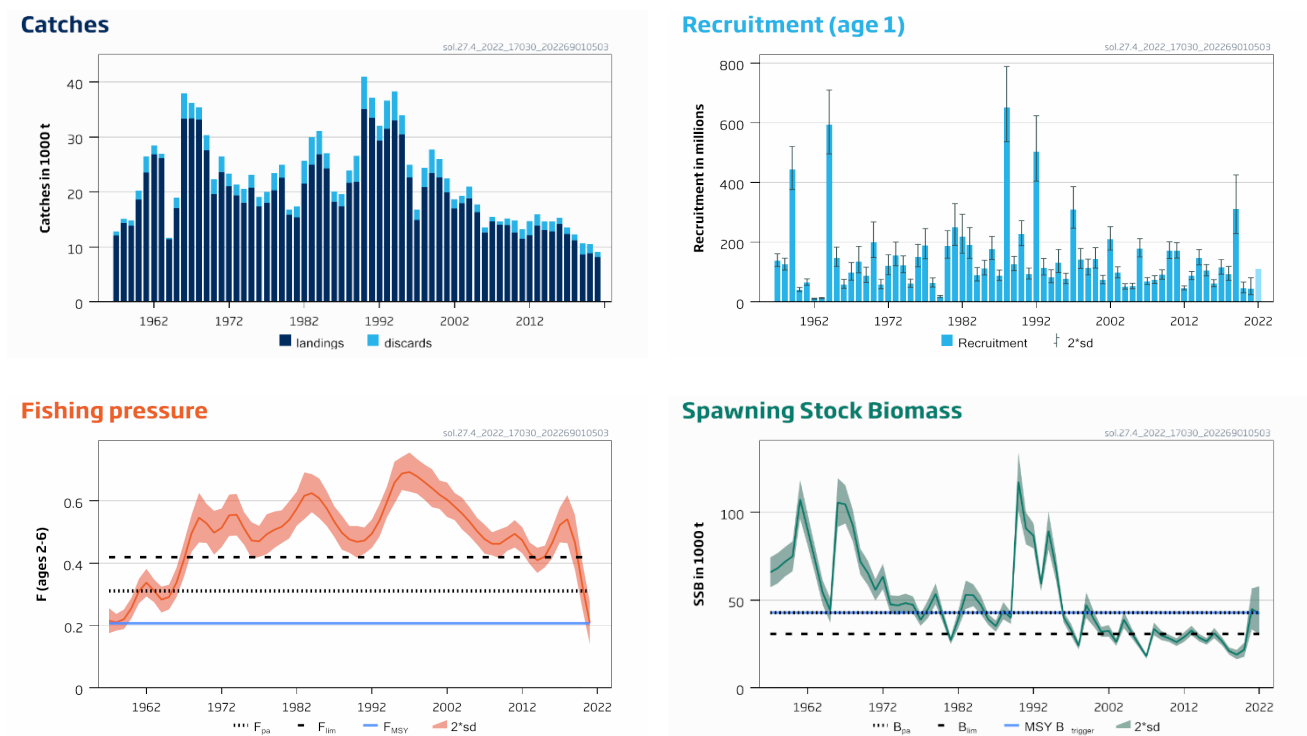 Catches
sol.27.4_2022_17030_202269010503
Catches in 1000 t
40
30
20
10
0
1962 1972 1982 1992 2002 2012
landings discards
Recruitment (age 1)
sol.27.4_2022_17030_202269010503
Recruitment in millions
800
600
400
200
0
1962 1972 1982 1992 2002 2012 2022
Recruitment 2*sd
Fishing pressure
sol.27.4_2022_17030_202269010503
F (ages 2-6)
0.6
0.4
0.2
0
1962 1972 1982 1992 2002 2012 2022
Fpa Flim FMSY 2*sd
Spawning Stock Biomass
sol.27.4_2022_17030_202269010503
SSB in 1000 t
100
50
0
1962 1972 1982 1992 2002 2012 2022
Bpa Blim MSY B trigger 2*sd